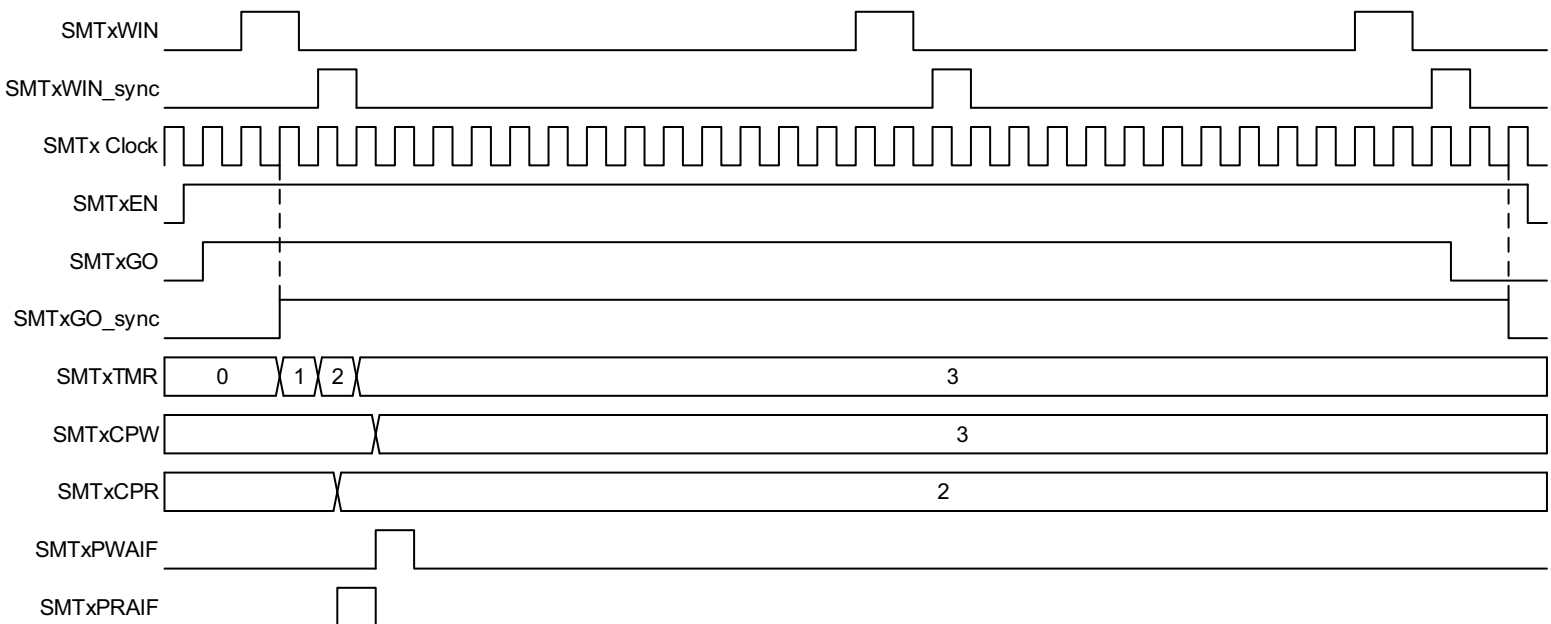 SMTxWIN
SMTxWIN_sync
SMTx Clock
SMTxEN
SMTxGO
SMTxGO_sync
SMTxTMR 0 1 2 3
SMTxCPW 3
SMTxCPR 2
SMTxPWAIF
SMTxPRAIF